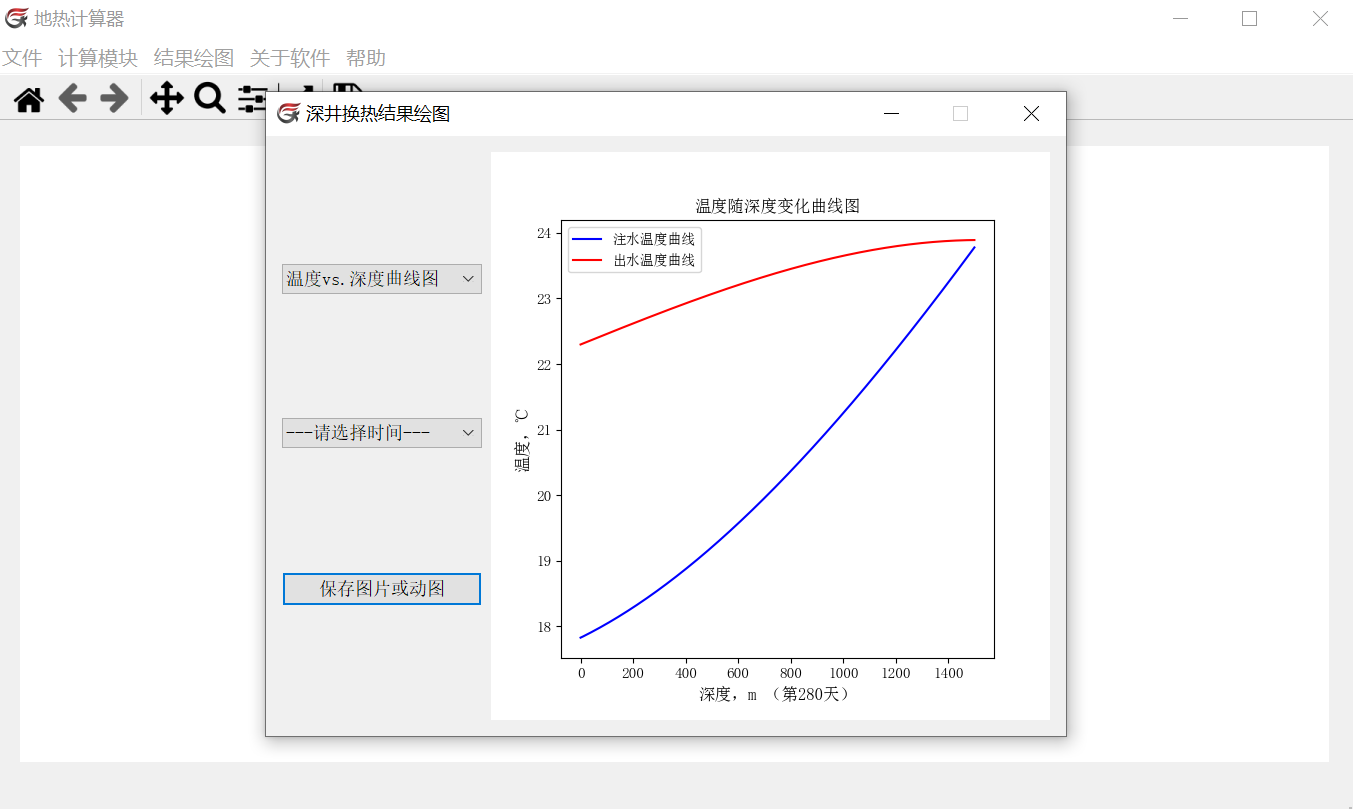 地热计算器
文件 计算模块 结果绘图 关于软件 帮助
深井换热结果绘图
温度vs.深度曲线图
---请选择时间---
保存图片或动图
温度随深度变化曲线图
注水温度曲线
出水温度曲线
24
23
22
21
20
19
18
温度，℃
0 200 400 600 800 1000 1200 1400
深度，m （第280天）